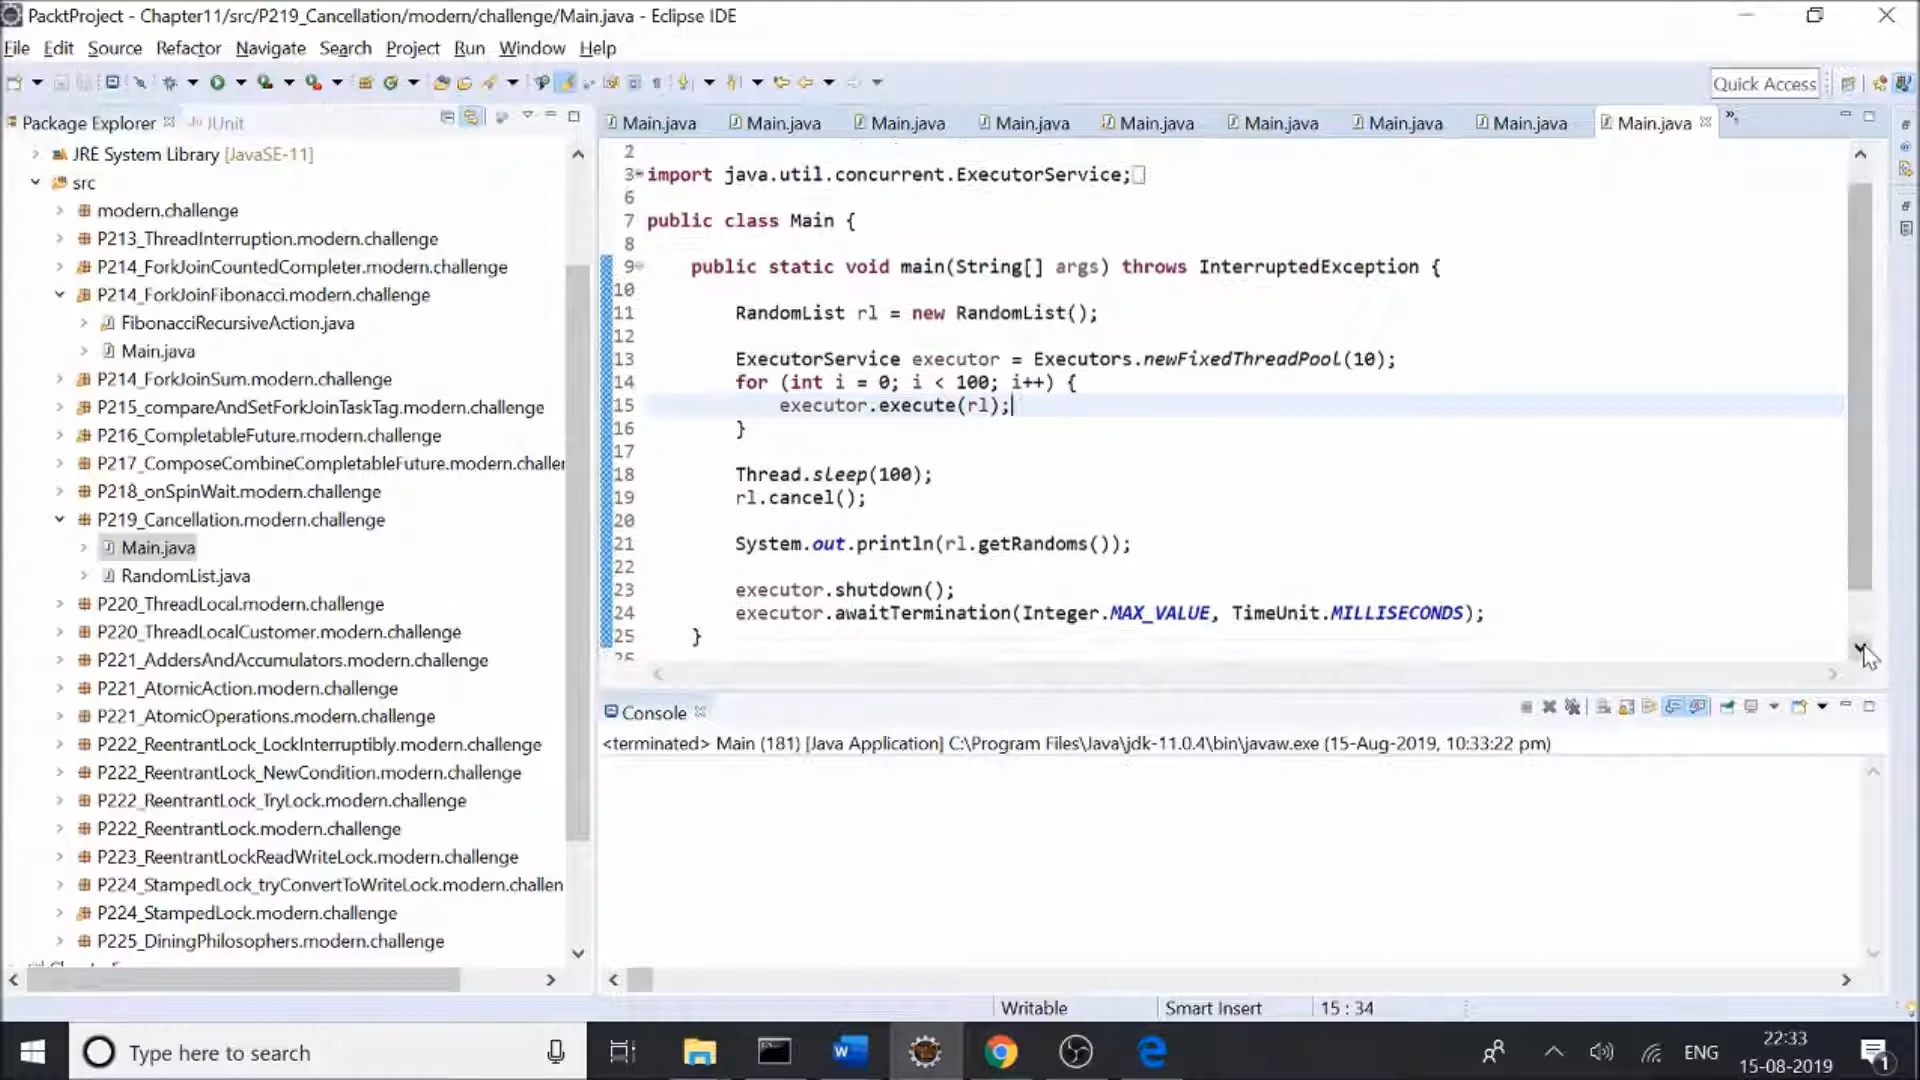 PacktProject - Chapter11/src/P219_Cancellation/modern/challenge/Main.java - Eclipse IDE
File Edit Source Refactor Navigate Search Project Run Window Help
Quick Access
Package Explorer JUnit
JRE System Library [JavaSE-11]
src
modern.challenge
P213_ThreadInterruption.modern.challenge
P214_ForkJoinCountedCompleter.modern.challenge
P214_ForkJoinFibonacci.modern.challenge
FibonacciRecursiveAction.java
Main.java
P214_ForkJoinSum.modern.challenge
P215_compareAndSetForkJoinTaskTag.modern.challenge
P216_CompletableFuture.modern.challenge
P217_ComposeCombineCompletableFuture.modern.challer
P218_onSpinWait.modern.challenge
P219_Cancellation.modern.challenge
Main.java
RandomList.java
P220_ThreadLocal.modern.challenge
P220_ThreadLocalCustomer.modern.challenge
P221_AddersAndAccumulators.modern.challenge
P221_AtomicAction.modern.challenge
P221_AtomicOperations.modern.challenge
P222_ReentrantLock_LockInterruptibly.modern.challenge
P222_ReentrantLock_NewCondition.modern.challenge
P222_ReentrantLock_TryLock.modern.challenge
P222_ReentrantLock.modern.challenge
P223_ReentrantLockReadWriteLock.modern.challenge
P224_StampedLock_tryConvertToWriteLock.modern.challen
P224_StampedLock.modern.challenge
P225_DiningPhilosophers.modern.challenge
Main.java Main.java Main.java Main.java Main.java Main.java Main.java Main.java Main.java
2
3 import java.util.concurrent.ExecutorService;
6
7 public class Main {
8
9 public static void main(String[] args) throws InterruptedException {
10
11 RandomList rl = new RandomList();
12
13 ExecutorService executor = Executors.newFixedThreadPool(10);
14 for (int i = 0; i < 100; i++) {
15 executor.execute(rl);
16 }
17
18 Thread.sleep(100);
19 rl.cancel();
20
21 System.out.println(rl.getRandoms());
22
23 executor.shutdown();
24 executor.awaitTermination(Integer.MAX_VALUE, TimeUnit.MILLISECONDS);
25 }
26
Console
<terminated> Main (181) [Java Application] C:\Program Files\Java\jdk-11.0.4\bin\javaw.exe (15-Aug-2019, 10:33:22 pm)
Writable Smart Insert 15 : 34
Type here to search
ENG
22:33
15-08-2019
1